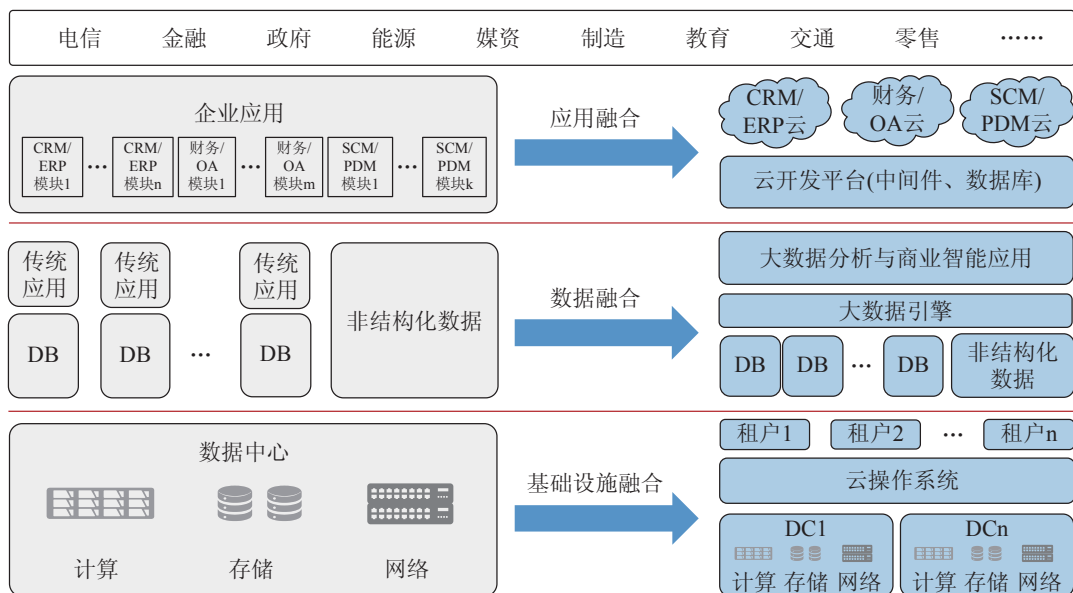 电信 金融 政府 能源 媒资 制造 教育 交通 零售 ……
企业应用
CRM/
ERP
模块1
…
CRM/
ERP
模块n
财务/
OA
模块1
…
财务/
OA
模块m
SCM/
PDM
模块1
…
SCM/
PDM
模块k
应用融合
CRM/
ERP云
财务/
OA云
SCM/
PDM云
云开发平台(中间件、数据库)
传统
应用
传统
应用
传统
应用
DB
DB
…
DB
非结构化数据
数据融合
大数据分析与商业智能应用
大数据引擎
DB
DB
…
DB
非结构化
数据
数据中心
计算
存储
网络
基础设施融合
租户1
租户2
…
租户n
云操作系统
DC1
计算 存储 网络
DCn
计算 存储 网络